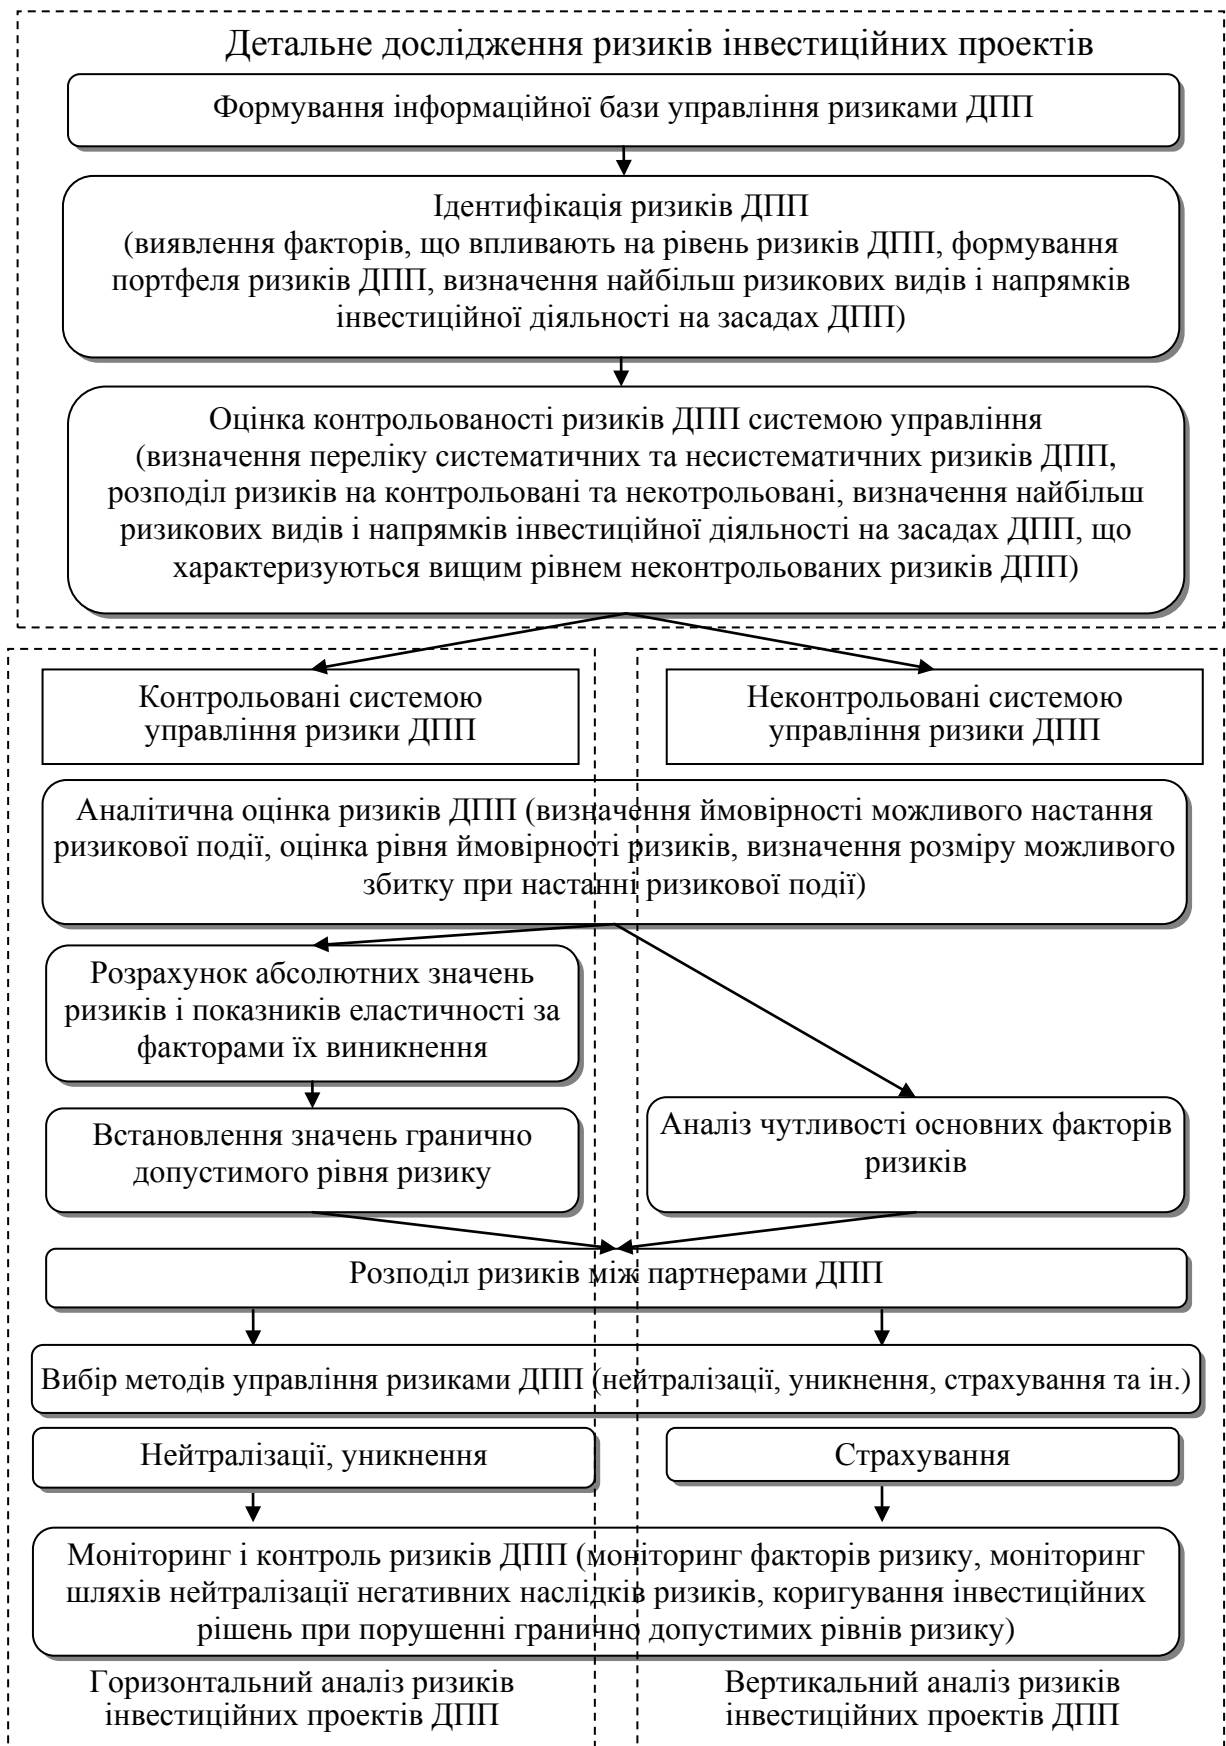 Детальне дослідження ризиків інвестиційних проектів
Формування інформаційної бази управління ризиками ДПП
Ідентифікація ризиків ДПП
(виявлення факторів, що впливають на рівень ризиків ДПП, формування
портфеля ризиків ДПП, визначення найбільш ризикових видів і напрямків
інвестиційної діяльності на засадах ДПП)
Оцінка контрольованості ризиків ДПП системою управління
(визначення переліку систематичних та несистематичних ризиків ДПП,
розподіл ризиків на контрольовані та некотрольовані, визначення найбільш
ризикових видів і напрямків інвестиційної діяльності на засадах ДПП, що
характеризуються вищим рівнем неконтрольованих ризиків ДПП)
Контрольовані системою
управління ризики ДПП
Неконтрольовані системою
управління ризики ДПП
Аналітична оцінка ризиків ДПП (визначення ймовірності можливого настання
ризикової події, оцінка рівня ймовірності ризиків, визначення розміру можливого
збитку при настанні ризикової події)
Розрахунок абсолютних значень
ризиків і показників еластичності за
факторами їх виникнення
Встановлення значень гранично
допустимого рівня ризику
Аналіз чутливості основних факторів
ризиків
Розподіл ризиків між партнерами ДПП
Вибір методів управління ризиками ДПП (нейтралізації, уникнення, страхування та ін.)
Нейтралізації, уникнення
Страхування
Моніторинг і контроль ризиків ДПП (моніторинг факторів ризику, моніторинг
шляхів нейтралізації негативних наслідків ризиків, коригування інвестиційних
рішень при порушенні гранично допустимих рівнів ризику)
Горизонтальний аналіз ризиків
інвестиційних проектів ДПП
Вертикальний аналіз ризиків
інвестиційних проектів ДПП